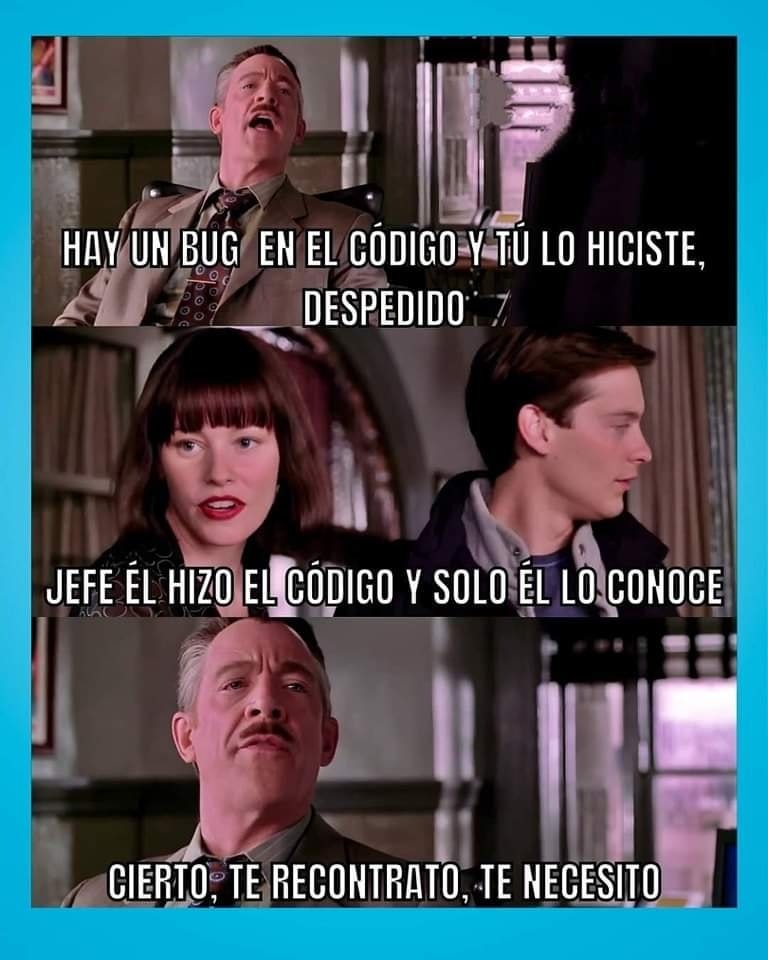 HAY UN BUG EN EL CÓDIGO Y TÚ LO HICISTE,
DESPEDIDO
JEFE ÉL HIZO EL CÓDIGO Y SOLO ÉL LO CONOCE
CIERTO, TE RECONTRATO, TE NECESITO